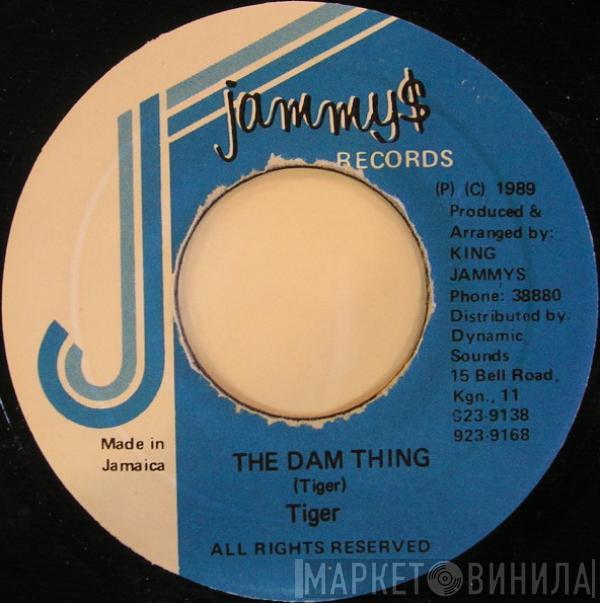 jammy$
RECORDS
(P) (C) 1989
Produced &
Arranged by:
KING
JAMMYS
Phone: 38880
Distributed by:
Dynamic
Sounds
15 Bell Road,
Kgn., 11
923-9138
923-9168
Made in
Jamaica
THE DAM THING
(Tiger)
Tiger
ALL RIGHTS RESERVED
МАРКЕТ ВИНИЛА